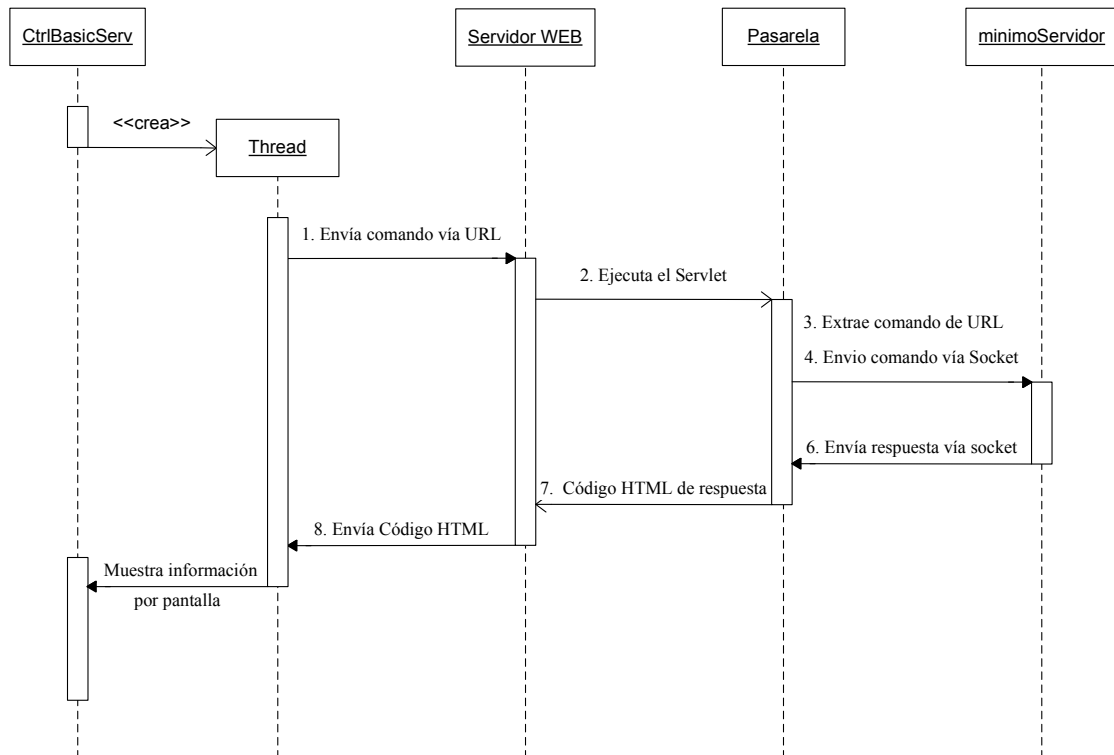 CtrlBasicServ
Servidor WEB
Pasarela
minimoServidor
<<crea>>
Thread
1. Envía comando vía URL
2. Ejecuta el Servlet
3. Extrae comando de URL
4. Envio comando vía Socket
6. Envía respuesta vía socket
7. Código HTML de respuesta
8. Envía Código HTML
Muestra información
por pantalla